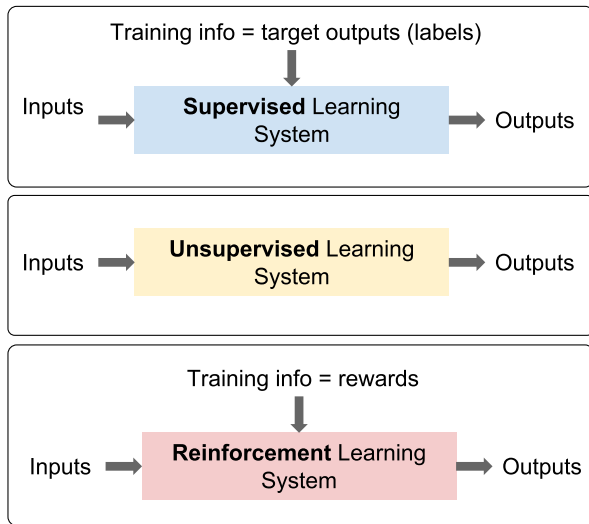 Training info = target outputs (labels)
Inputs
Supervised Learning
System
Outputs
Inputs
Unsupervised Learning
System
Outputs
Training info = rewards
Inputs
Reinforcement Learning
System
Outputs